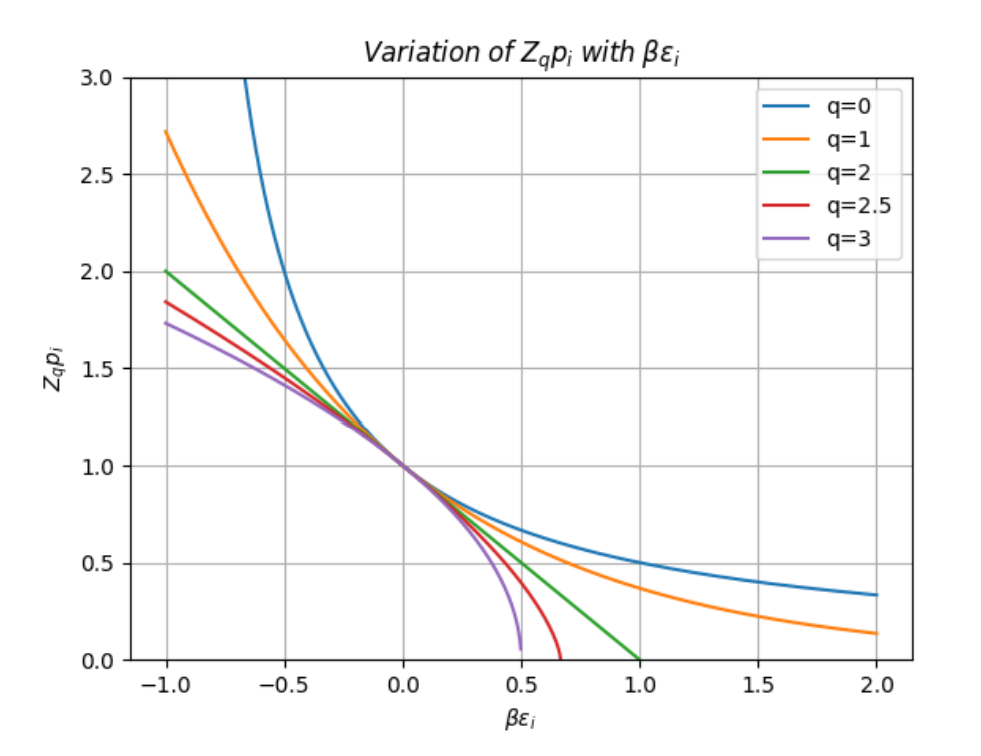 Variation of Z_q p_i with βε_i
3.0
2.5
2.0
1.5
1.0
0.5
0.0
Z_q p_i
q=0
q=1
q=2
q=2.5
q=3
−1.0 −0.5 0.0 0.5 1.0 1.5 2.0
βε_i